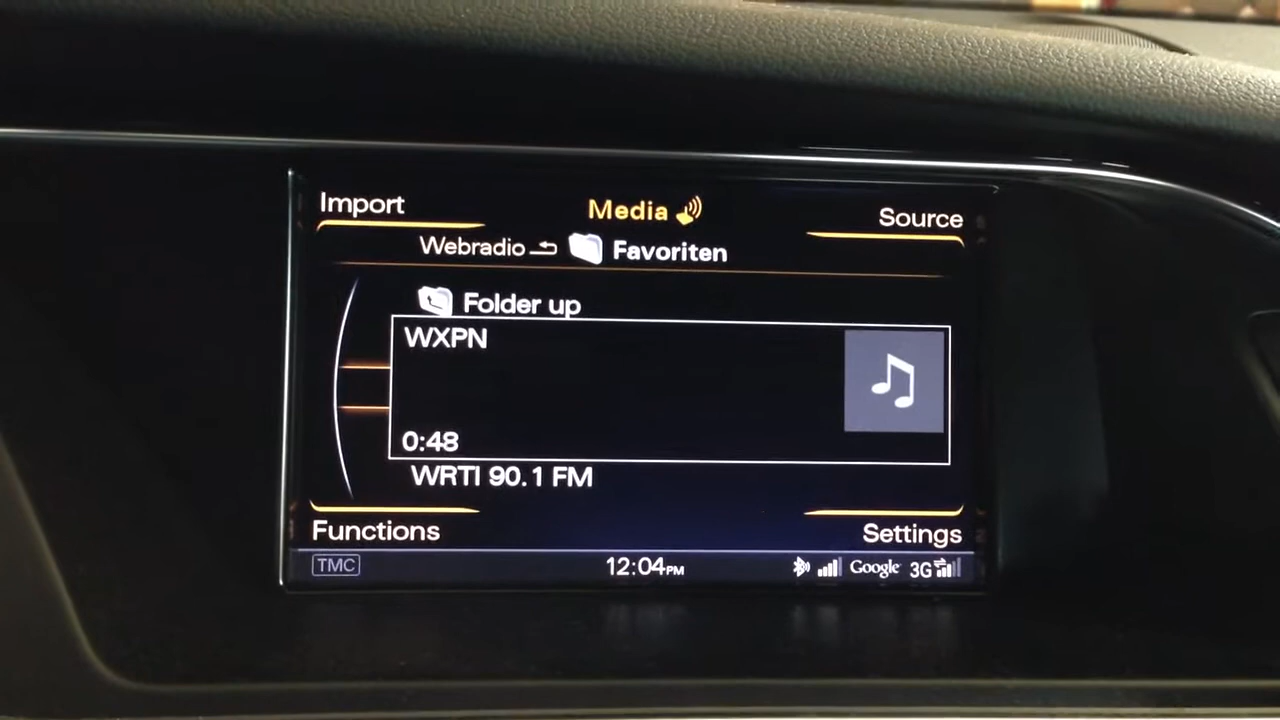 Import Media Source
Webradio Favoriten
Folder up
WXPN
0:48
WRTI 90.1 FM
Functions Settings
TMC 12:04PM Google 3G